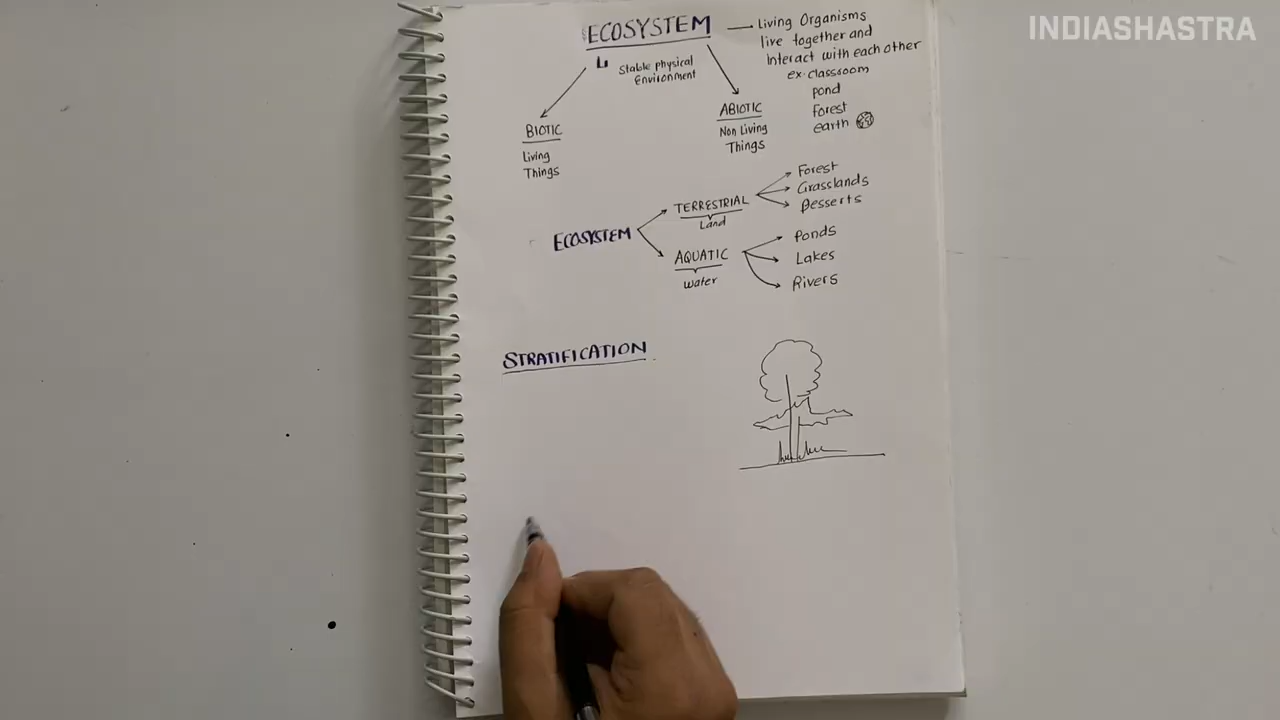 INDIASHASTRA
ECOSYSTEM
Living Organisms
live together and
interact with each other
ex. classroom
pond
Forest
earth
Stable physical
Environment
BIOTIC
Living
Things
ABIOTIC
Non Living
Things
ECOSYSTEM
TERRESTRIAL
Land
Forest
Grasslands
Desserts
AQUATIC
water
Ponds
Lakes
Rivers
STRATIFICATION